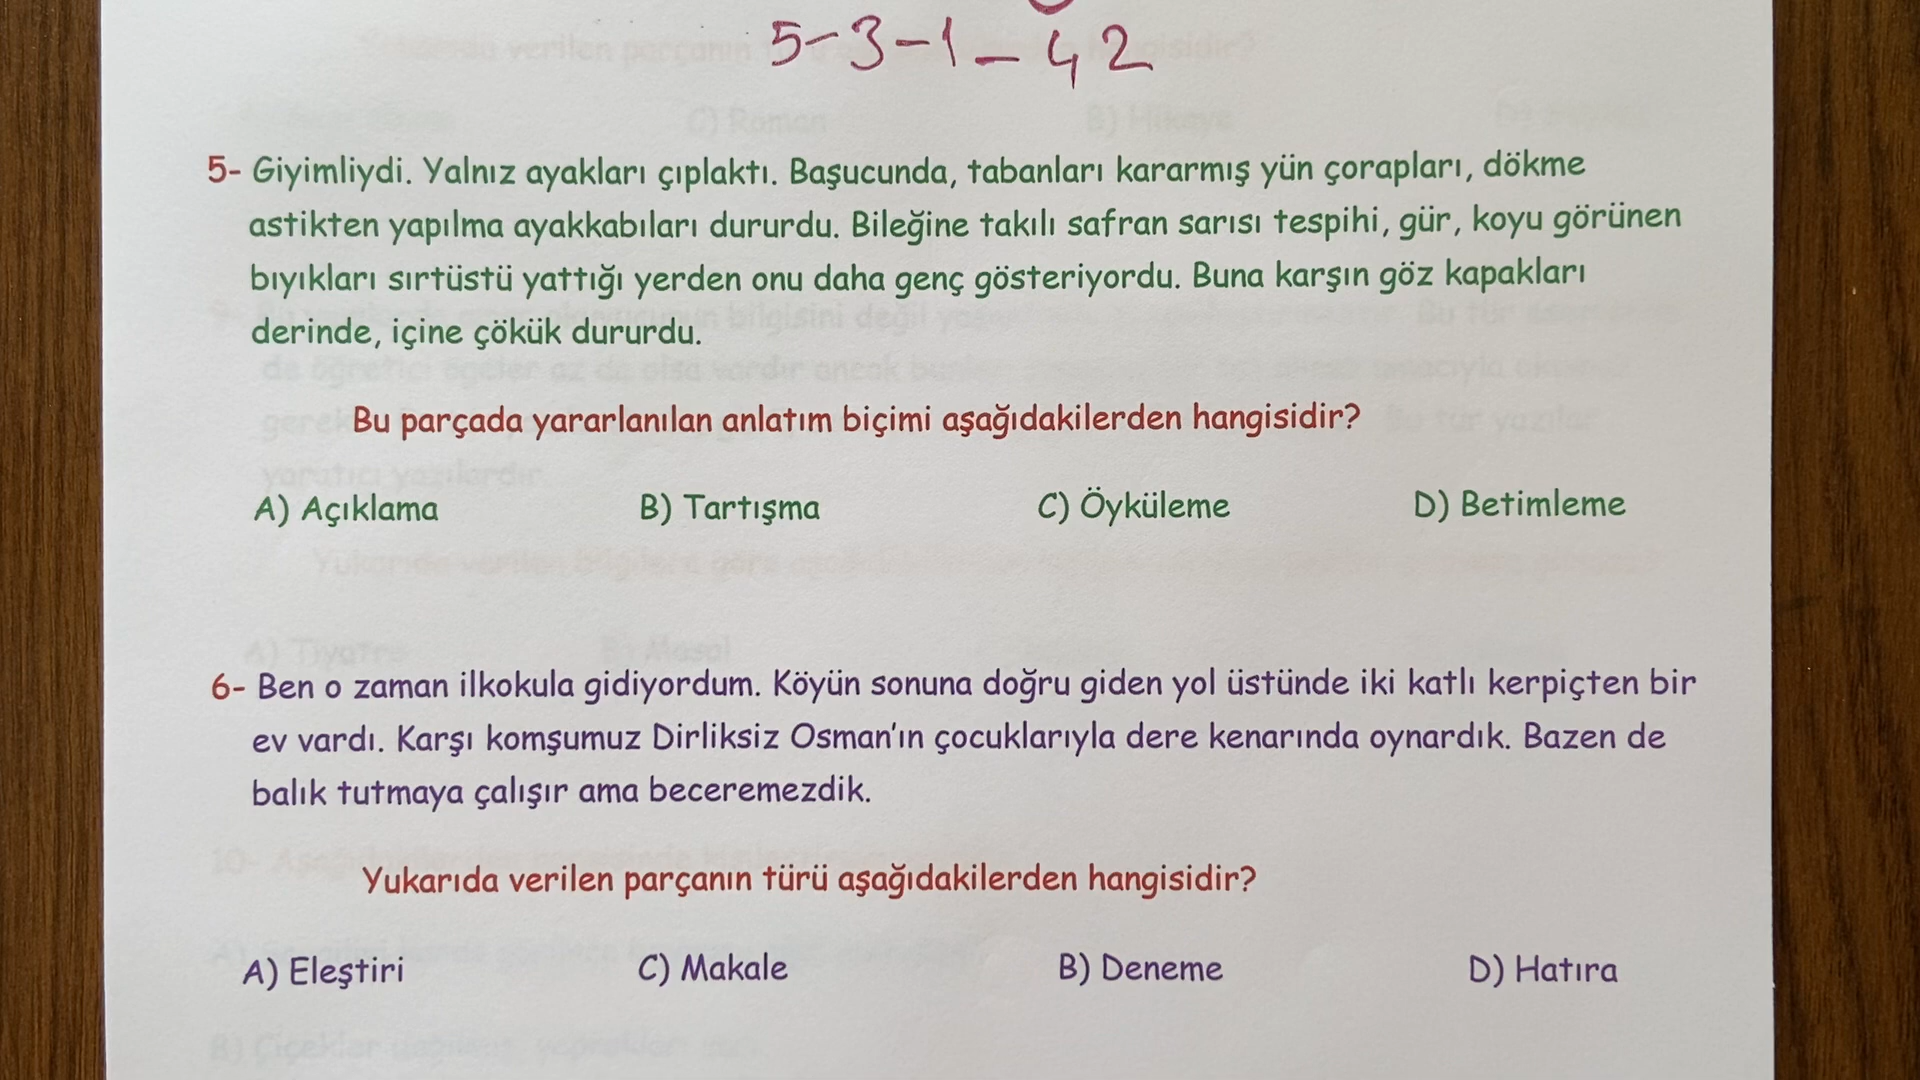 5-3-1-42
5- Giyimliydi. Yalnız ayakları çıplaktı. Başucunda, tabanları kararmış yün çorapları, dökme
astikten yapılma ayakkabıları dururdu. Bileğine takılı safran sarısı tespihi, gür, koyu görünen
bıyıkları sırtüstü yattığı yerden onu daha genç gösteriyordu. Buna karşın göz kapakları
derinde, içine çökük dururdu.
Bu parçada yararlanılan anlatım biçimi aşağıdakilerden hangisidir?
A) Açıklama B) Tartışma C) Öyküleme D) Betimleme
6- Ben o zaman ilkokula gidiyordum. Köyün sonuna doğru giden yol üstünde iki katlı kerpiçten bir
ev vardı. Karşı komşumuz Dirliksiz Osman'ın çocuklarıyla dere kenarında oynardık. Bazen de
balık tutmaya çalışır ama beceremezdik.
Yukarıda verilen parçanın türü aşağıdakilerden hangisidir?
A) Eleştiri C) Makale B) Deneme D) Hatıra